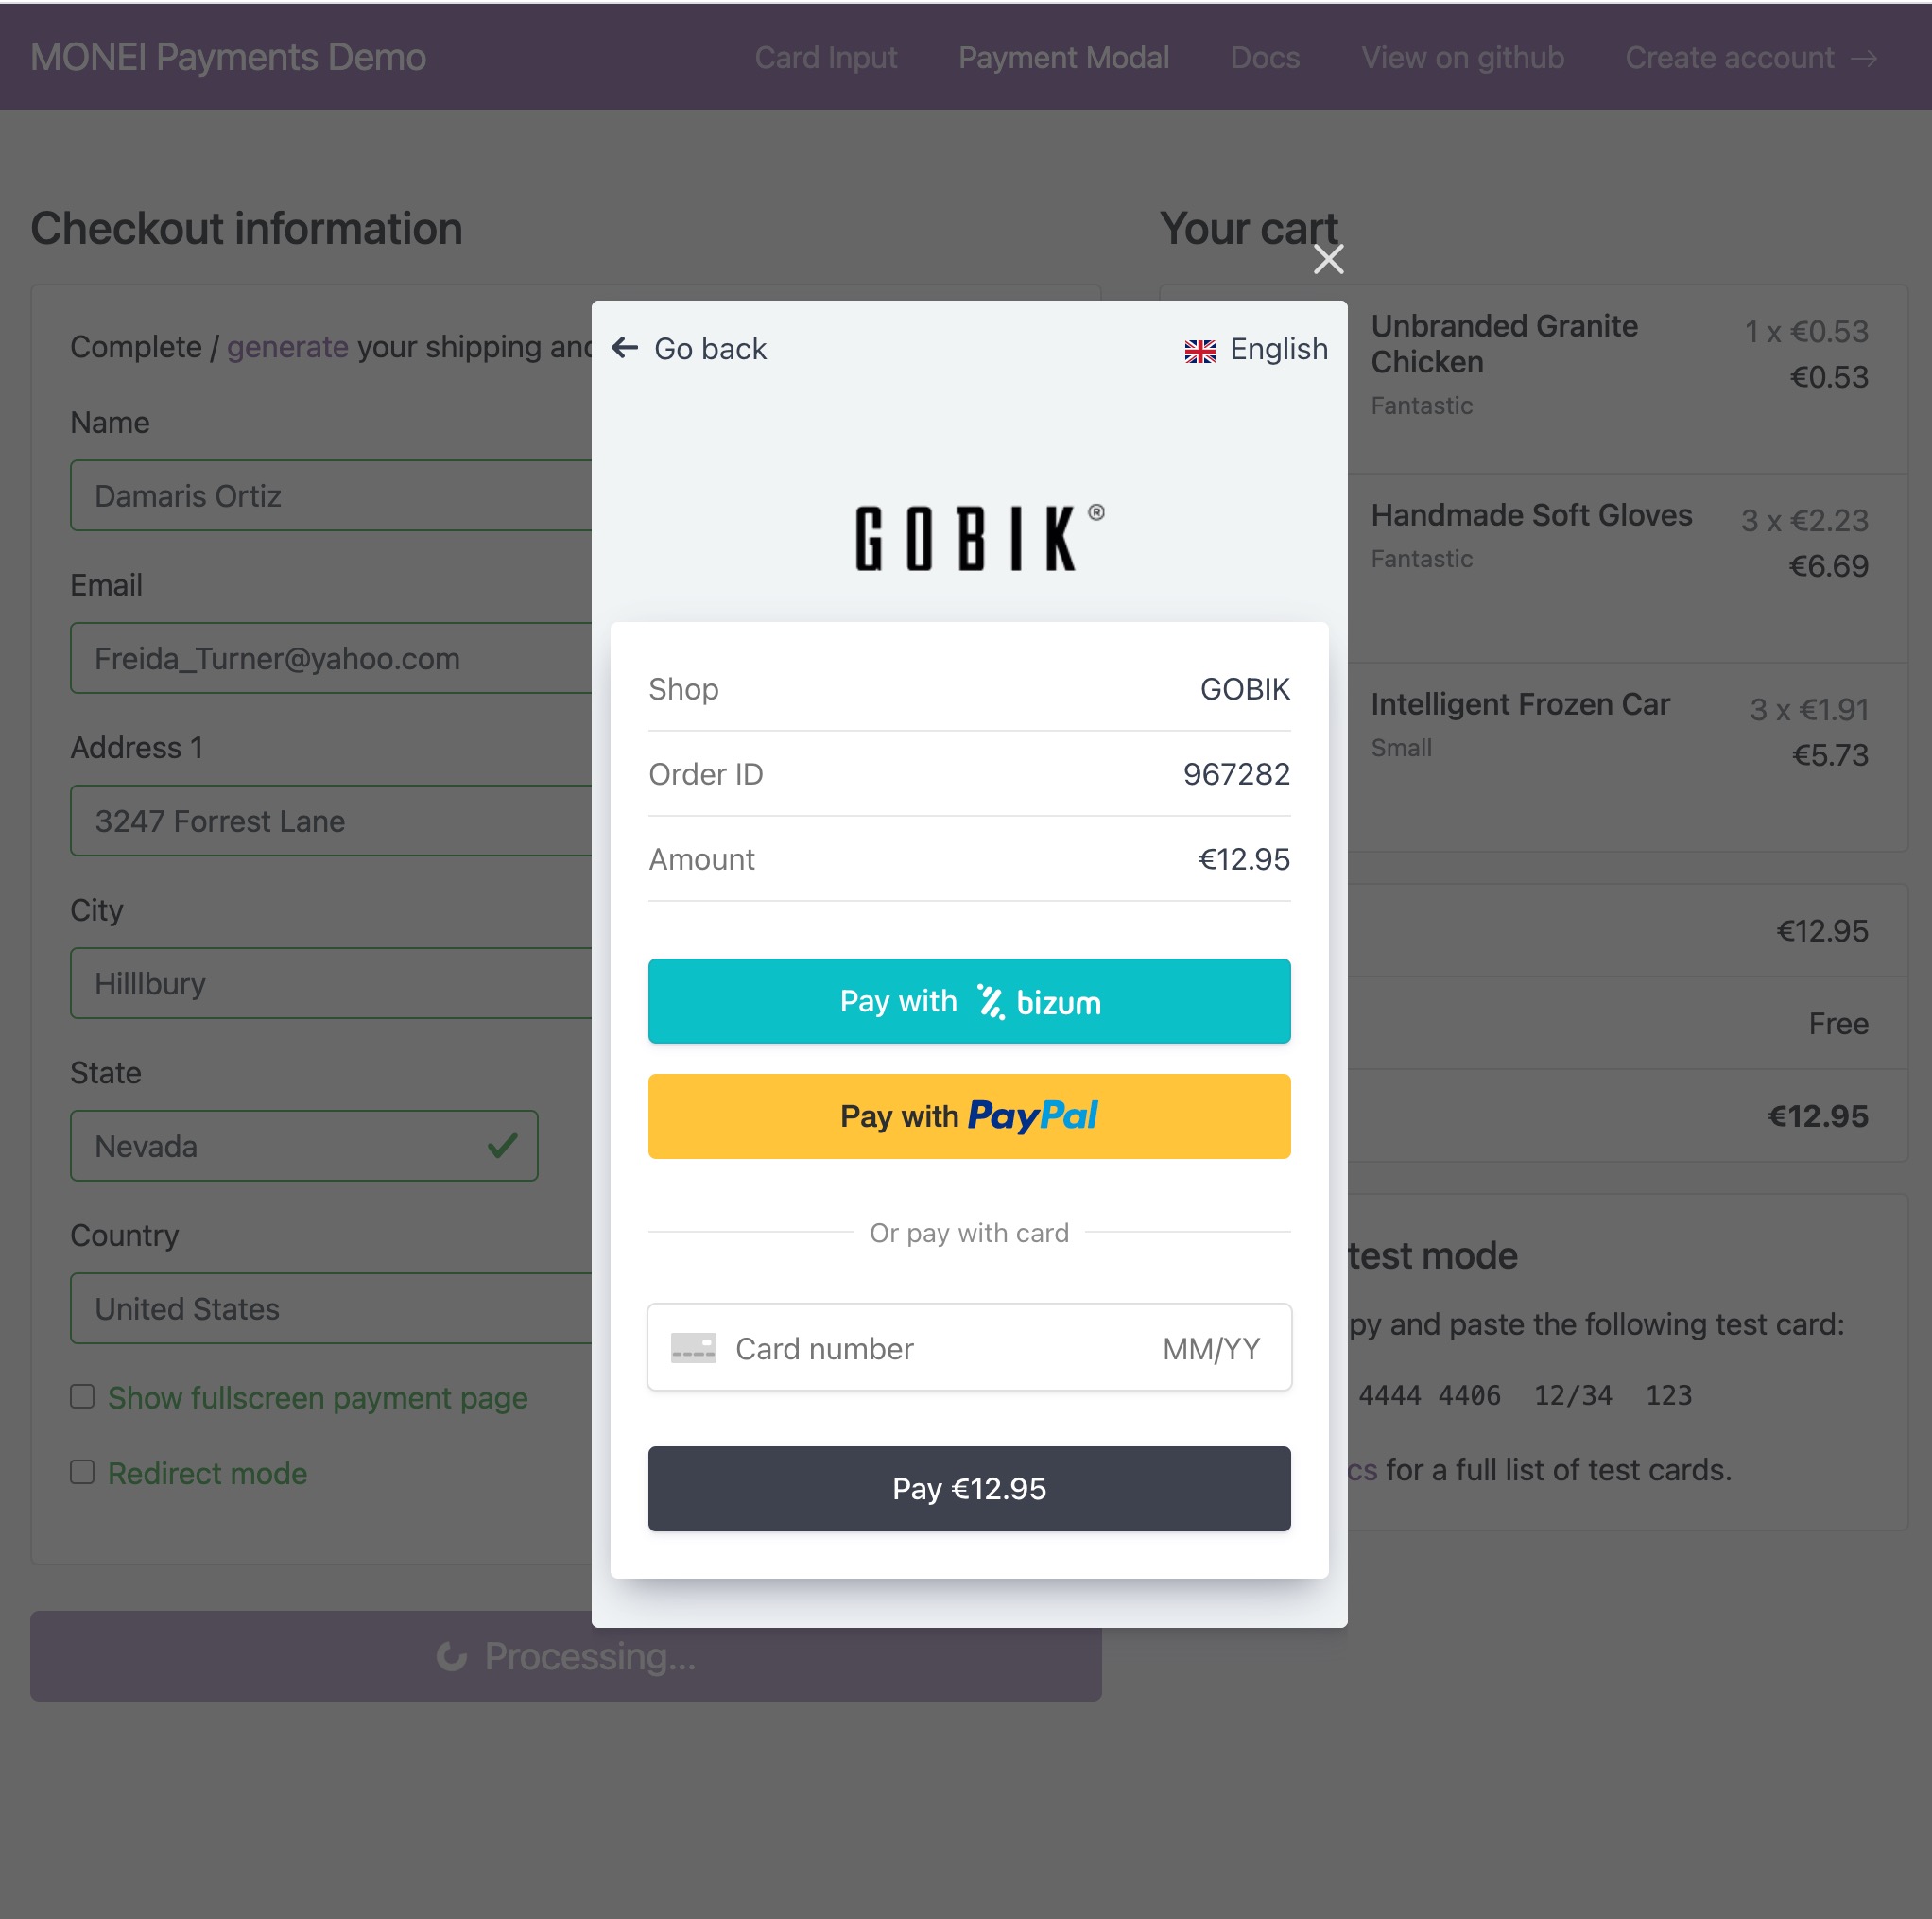 MONEI Payments Demo
Card Input
Payment Modal
Docs
View on github
Create account →
Checkout information
Complete / generate your shipping and
Name
Damaris Ortiz
Email
Freida_Turner@yahoo.com
Address 1
3247 Forrest Lane
City
Hilllbury
State
Nevada
Country
United States
Show fullscreen payment page
Redirect mode
Processing...
← Go back
English
GOBIK®
Shop GOBIK
Order ID 967282
Amount €12.95
Pay with bizum
Pay with PayPal
Or pay with card
Card number MM/YY
Pay €12.95
Your cart
Unbranded Granite 1 x €0.53
Chicken €0.53
Fantastic
Handmade Soft Gloves 3 x €2.23
Fantastic €6.69
Intelligent Frozen Car 3 x €1.91
Small €5.73
€12.95
Free
€12.95
test mode
py and paste the following test card:
4444 4406 12/34 123
cs for a full list of test cards.